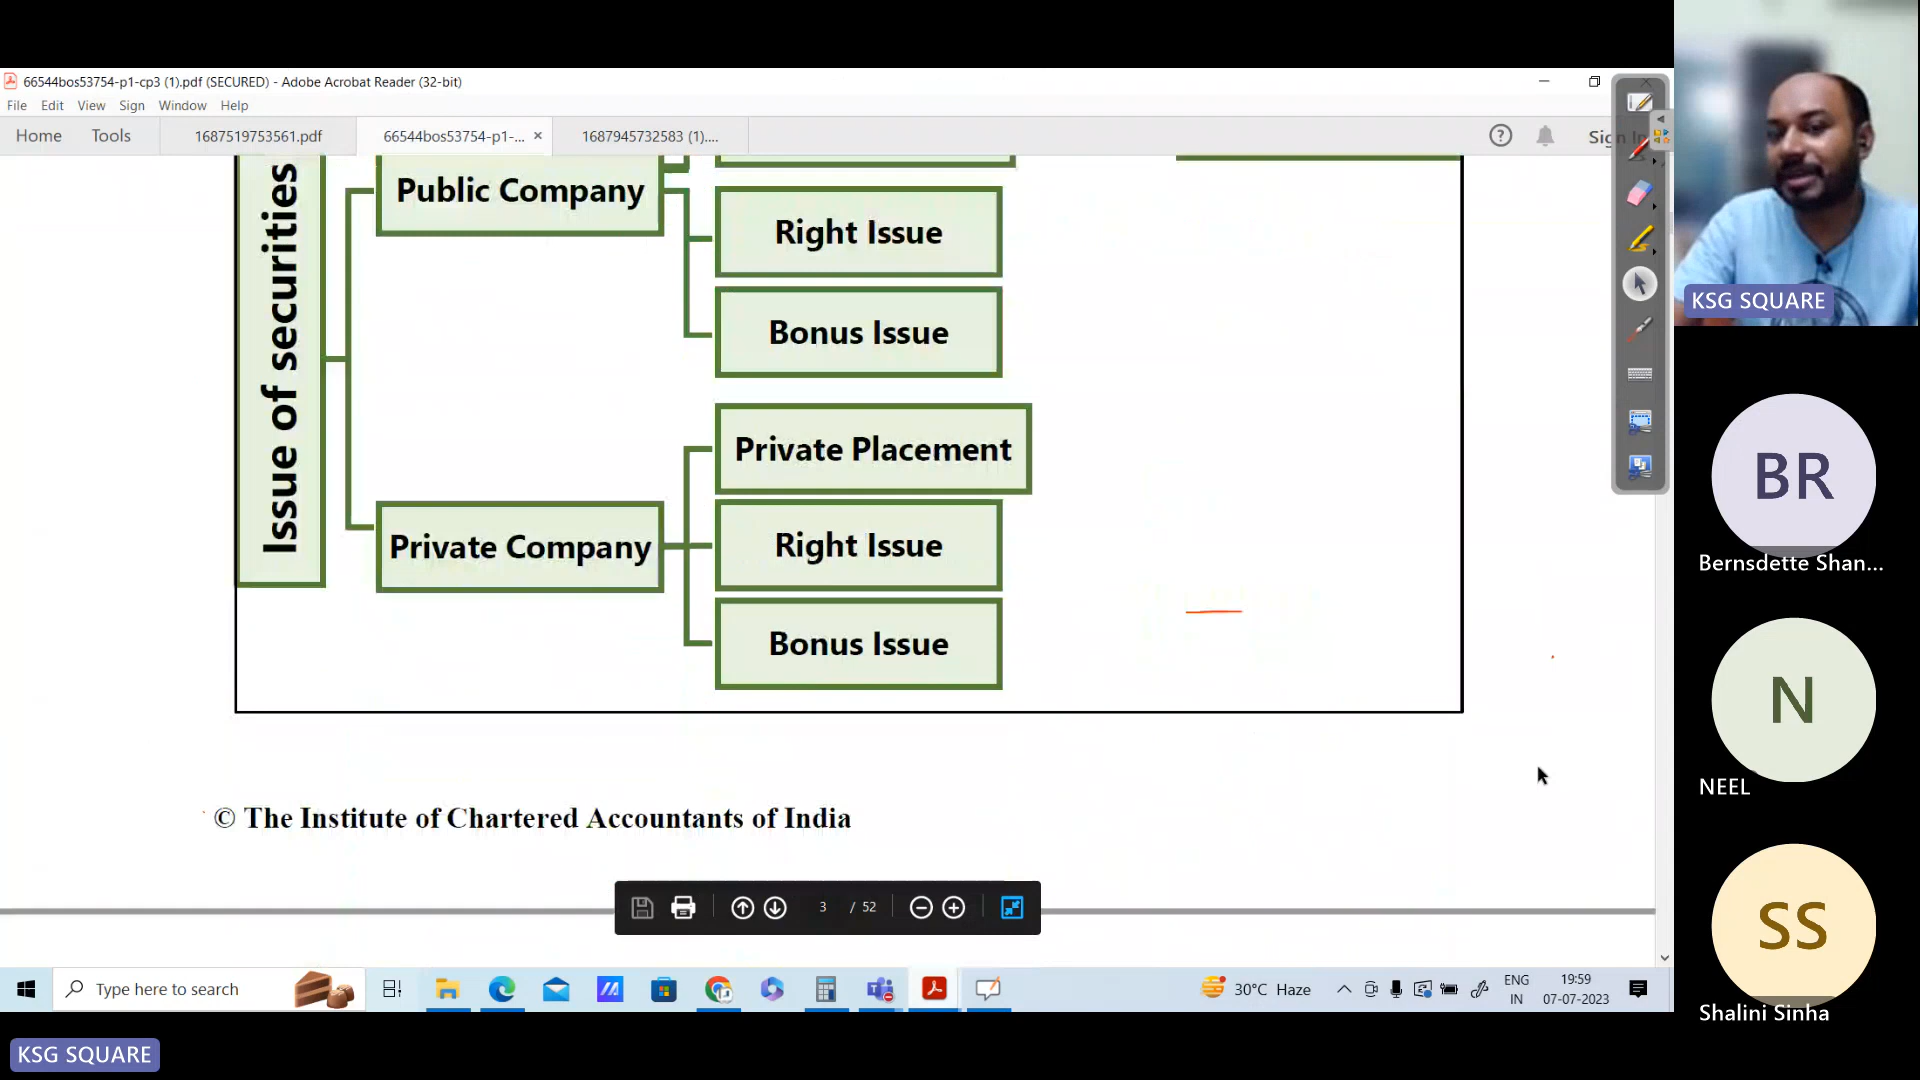 66544bos53754-p1-cp3 (1).pdf (SECURED) - Adobe Acrobat Reader (32-bit)
File Edit View Sign Window Help
Home Tools 1687519753561.pdf 66544bos53754-p1-... × 1687945732583 (1)....
Sign In
Issue of securities
Public Company
Right Issue
Bonus Issue
Private Company
Private Placement
Right Issue
Bonus Issue
© The Institute of Chartered Accountants of India
3 / 52
KSG SQUARE
BR
Bernsdette Shan...
N
NEEL
SS
Shalini Sinha
Type here to search
30°C Haze
ENG
IN
19:59
07-07-2023
KSG SQUARE